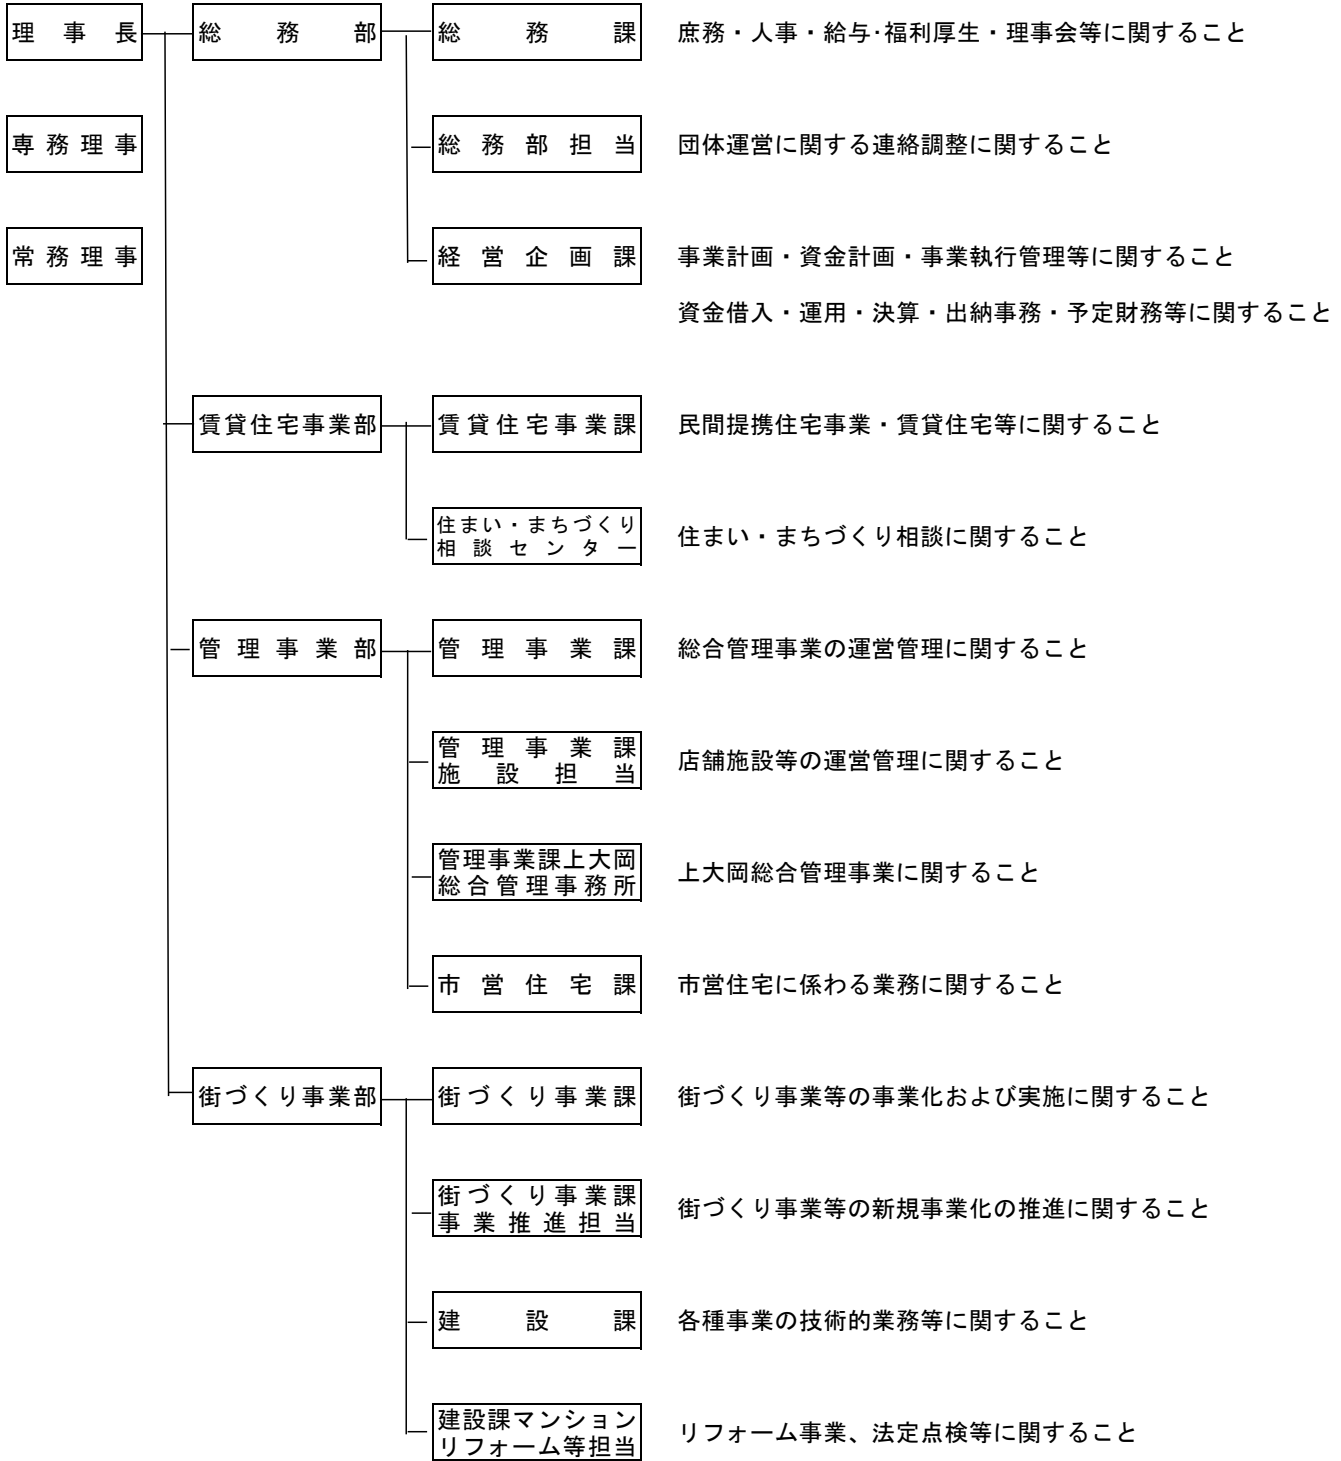 理事長 総務部 総務課 庶務・人事・給与･福利厚生・理事会等に関すること
専務理事 総務部担当 団体運営に関する連絡調整に関すること
常務理事 経営企画課 事業計画・資金計画・事業執行管理等に関すること
資金借入・運用・決算・出納事務・予定財務等に関すること
賃貸住宅事業部 賃貸住宅事業課 民間提携住宅事業・賃貸住宅等に関すること
住まい・まちづくり
相談センター 住まい・まちづくり相談に関すること
管理事業部 管理事業課 総合管理事業の運営管理に関すること
管理事業課
施設担当 店舗施設等の運営管理に関すること
管理事業課上大岡
総合管理事務所 上大岡総合管理事業に関すること
市営住宅課 市営住宅に係わる業務に関すること
街づくり事業部 街づくり事業課 街づくり事業等の事業化および実施に関すること
街づくり事業課
事業推進担当 街づくり事業等の新規事業化の推進に関すること
建設課 各種事業の技術的業務等に関すること
建設課マンション
リフォーム等担当 リフォーム事業、法定点検等に関すること